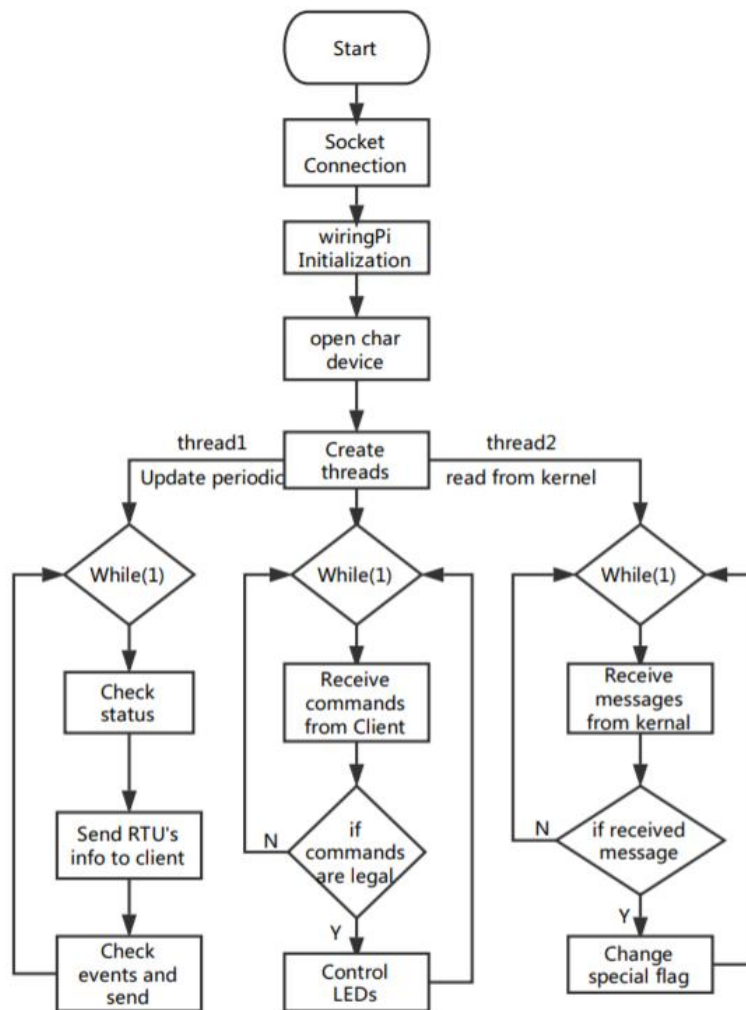 Start
Socket
Connection
wiringPi
Initialization
open char
device
Create
threads
thread1
Update periodic
thread2
read from kernel
While(1)
Check
status
Send RTU's
info to client
Check
events and
send
While(1)
Receive
commands
from Client
if
commands
are legal
N
Y
Control
LEDs
While(1)
Receive
messages
from kernal
if received
message
N
Y
Change
special flag